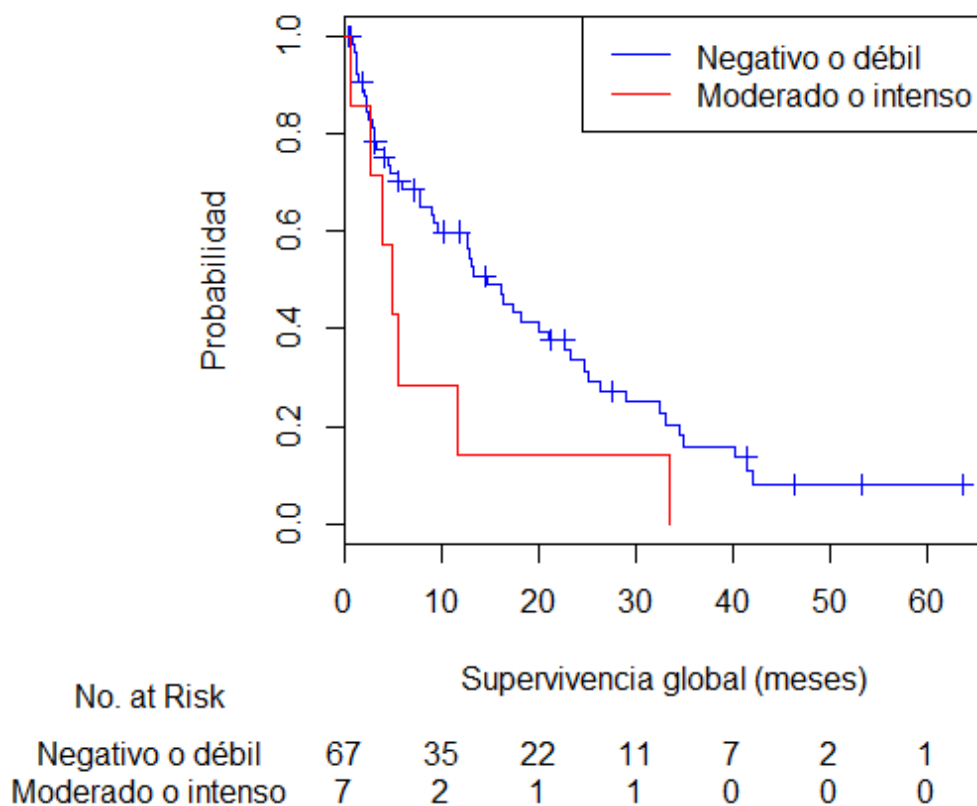 Negativo o débil
Moderado o intenso
Probabilidad
1.0
0.8
0.6
0.4
0.2
0.0
0 10 20 30 40 50 60
Supervivencia global (meses)
No. at Risk
Negativo o débil 67 35 22 11 7 2 1
Moderado o intenso 7 2 1 1 0 0 0